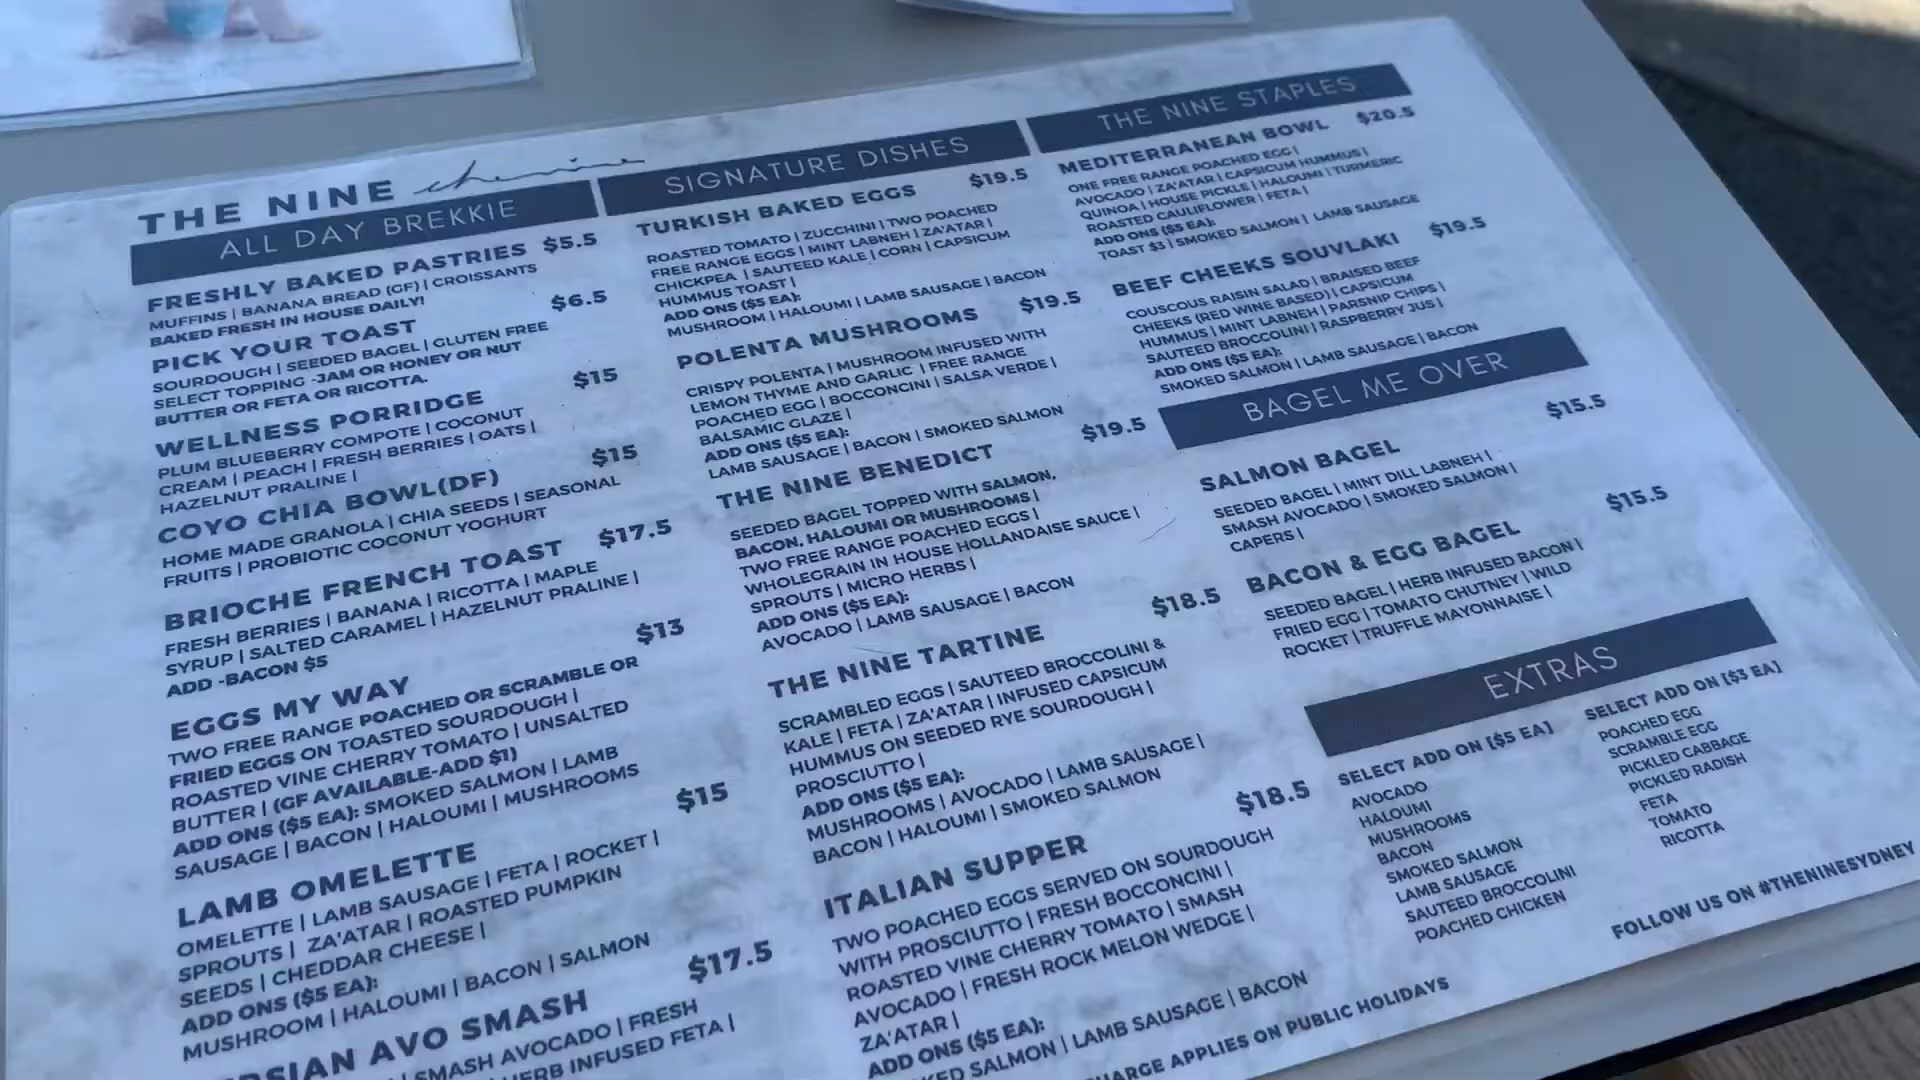 THE NINE
ALL DAY BREKKIE
FRESHLY BAKED PASTRIES $5.5
MUFFINS | BANANA BREAD (GF) | CROISSANTS
BAKED FRESH IN HOUSE DAILY!
PICK YOUR TOAST $6.5
SOURDOUGH | SEEDED BAGEL | GLUTEN FREE
SELECT TOPPING -JAM OR HONEY OR NUT
BUTTER OR FETA OR RICOTTA.
WELLNESS PORRIDGE $15
PLUM BLUEBERRY COMPOTE | COCONUT
CREAM | PEACH | FRESH BERRIES | OATS |
HAZELNUT PRALINE |
COYO CHIA BOWL(DF) $15
HOME MADE GRANOLA | CHIA SEEDS | SEASONAL
FRUITS | PROBIOTIC COCONUT YOGHURT
BRIOCHE FRENCH TOAST $17.5
FRESH BERRIES | BANANA | RICOTTA | MAPLE
SYRUP | SALTED CARAMEL | HAZELNUT PRALINE |
ADD -BACON $5
EGGS MY WAY $13
TWO FREE RANGE POACHED OR SCRAMBLE OR
FRIED EGGS ON TOASTED SOURDOUGH |
ROASTED VINE CHERRY TOMATO | UNSALTED
BUTTER | (GF AVAILABLE-ADD $1)
ADD ONS ($5 EA): SMOKED SALMON | LAMB
SAUSAGE | BACON | HALOUMI | MUSHROOMS
LAMB OMELETTE $15
OMELETTE | LAMB SAUSAGE | FETA | ROCKET |
SPROUTS | ZA'ATAR | ROASTED PUMPKIN
SEEDS | CHEDDAR CHEESE |
ADD ONS ($5 EA):
MUSHROOM | HALOUMI | BACON | SALMON
AVO SMASH $17.5
| SMASH AVOCADO | FRESH
HERB INFUSED FETA |
SIGNATURE DISHES
TURKISH BAKED EGGS $19.5
ROASTED TOMATO | ZUCCHINI | TWO POACHED
FREE RANGE EGGS | MINT LABNEH | ZA'ATAR |
CHICKPEA | SAUTEED KALE | CORN | CAPSICUM
HUMMUS TOAST |
ADD ONS ($5 EA):
MUSHROOM | HALOUMI | LAMB SAUSAGE | BACON
POLENTA MUSHROOMS $19.5
CRISPY POLENTA | MUSHROOM INFUSED WITH
LEMON THYME AND GARLIC | FREE RANGE
POACHED EGG | BOCCONCINI | SALSA VERDE |
BALSAMIC GLAZE |
ADD ONS ($5 EA):
LAMB SAUSAGE | BACON | SMOKED SALMON
THE NINE BENEDICT $19.5
SEEDED BAGEL TOPPED WITH SALMON,
BACON, HALOUMI OR MUSHROOMS |
TWO FREE RANGE POACHED EGGS |
WHOLEGRAIN IN HOUSE HOLLANDAISE SAUCE |
SPROUTS | MICRO HERBS |
ADD ONS ($5 EA):
AVOCADO | LAMB SAUSAGE | BACON
THE NINE TARTINE $18.5
SCRAMBLED EGGS | SAUTEED BROCCOLINI &
KALE | FETA | ZA'ATAR | INFUSED CAPSICUM
HUMMUS ON SEEDED RYE SOURDOUGH |
PROSCIUTTO |
ADD ONS ($5 EA):
MUSHROOMS | AVOCADO | LAMB SAUSAGE |
BACON | HALOUMI | SMOKED SALMON
ITALIAN SUPPER $18.5
TWO POACHED EGGS SERVED ON SOURDOUGH
WITH PROSCIUTTO | FRESH BOCCONCINI |
ROASTED VINE CHERRY TOMATO | SMASH
AVOCADO | FRESH ROCK MELON WEDGE |
ZA'ATAR |
ADD ONS ($5 EA):
SALMON | LAMB SAUSAGE | BACON
APPLIES ON PUBLIC HOLIDAYS
THE NINE STAPLES
MEDITERRANEAN BOWL $20.5
ONE FREE RANGE POACHED EGG |
AVOCADO | ZA'ATAR | CAPSICUM HUMMUS |
QUINOA | HOUSE PICKLE | HALOUMI | TURMERIC
ROASTED CAULIFLOWER | FETA |
ADD ONS ($5 EA):
TOAST $3 | SMOKED SALMON | LAMB SAUSAGE
BEEF CHEEKS SOUVLAKI $19.5
COUSCOUS RAISIN SALAD | BRAISED BEEF
CHEEKS (RED WINE BASED) | CAPSICUM
HUMMUS | MINT LABNEH | PARSNIP CHIPS |
SAUTEED BROCCOLINI | RASPBERRY JUS |
ADD ONS ($5 EA):
SMOKED SALMON | LAMB SAUSAGE | BACON
BAGEL ME OVER
SALMON BAGEL $15.5
SEEDED BAGEL | MINT DILL LABNEH |
SMASH AVOCADO | SMOKED SALMON |
CAPERS |
BACON & EGG BAGEL $15.5
SEEDED BAGEL | HERB INFUSED BACON |
FRIED EGG | TOMATO CHUTNEY | WILD
ROCKET | TRUFFLE MAYONNAISE |
EXTRAS
SELECT ADD ON [$5 EA]
AVOCADO
HALOUMI
MUSHROOMS
BACON
SMOKED SALMON
LAMB SAUSAGE
SAUTEED BROCCOLINI
POACHED CHICKEN
SELECT ADD ON [$3 EA]
POACHED EGG
SCRAMBLE EGG
PICKLED CABBAGE
PICKLED RADISH
FETA
TOMATO
RICOTTA
FOLLOW US ON #THENINESYDNEY